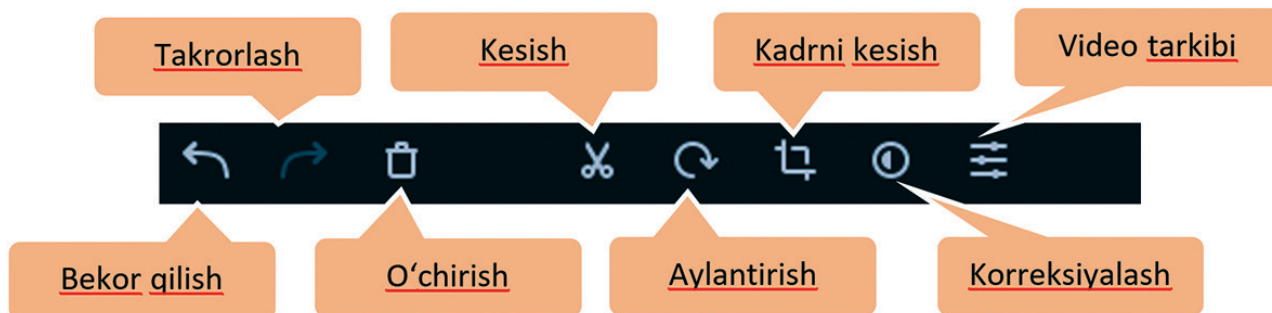 Takrorlash
Kesish
Kadrni kesish
Video tarkibi
Bekor qilish
O‘chirish
Aylantirish
Korreksiyalash